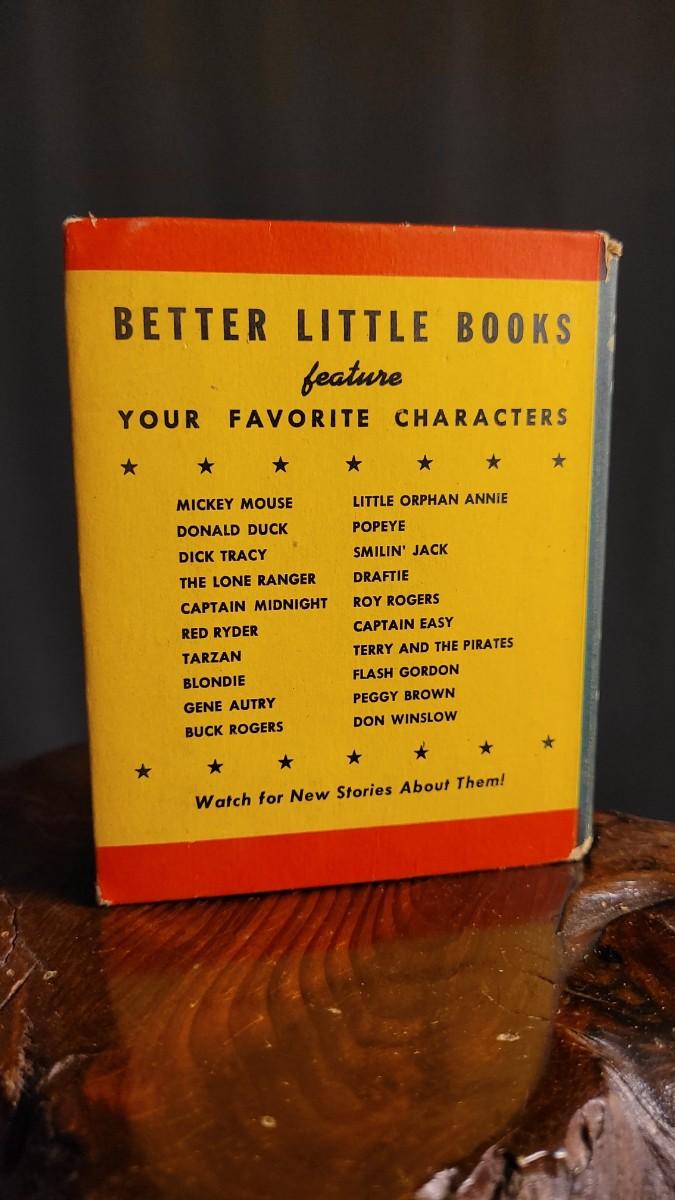 BETTER LITTLE BOOKS
feature
YOUR FAVORITE CHARACTERS
MICKEY MOUSE
DONALD DUCK
DICK TRACY
THE LONE RANGER
CAPTAIN MIDNIGHT
RED RYDER
TARZAN
BLONDIE
GENE AUTRY
BUCK ROGERS
LITTLE ORPHAN ANNIE
POPEYE
SMILIN' JACK
DRAFTIE
ROY ROGERS
CAPTAIN EASY
TERRY AND THE PIRATES
FLASH GORDON
PEGGY BROWN
DON WINSLOW
Watch for New Stories About Them!